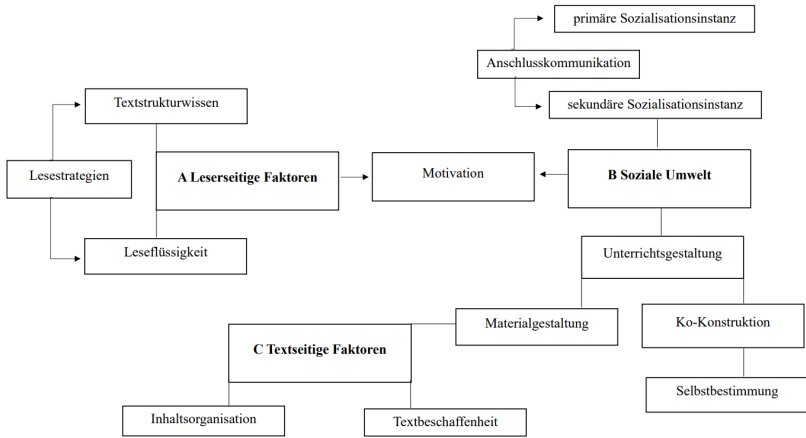 primäre Sozialisationsinstanz
Anschlusskommunikation
Textstrukturwissen
sekundäre Sozialisationsinstanz
Lesestrategien
A Leserseitige Faktoren
Motivation
B Soziale Umwelt
Leseflüssigkeit
Unterrichtsgestaltung
Materialgestaltung
Ko-Konstruktion
C Textseitige Faktoren
Selbstbestimmung
Inhaltsorganisation
Textbeschaffenheit